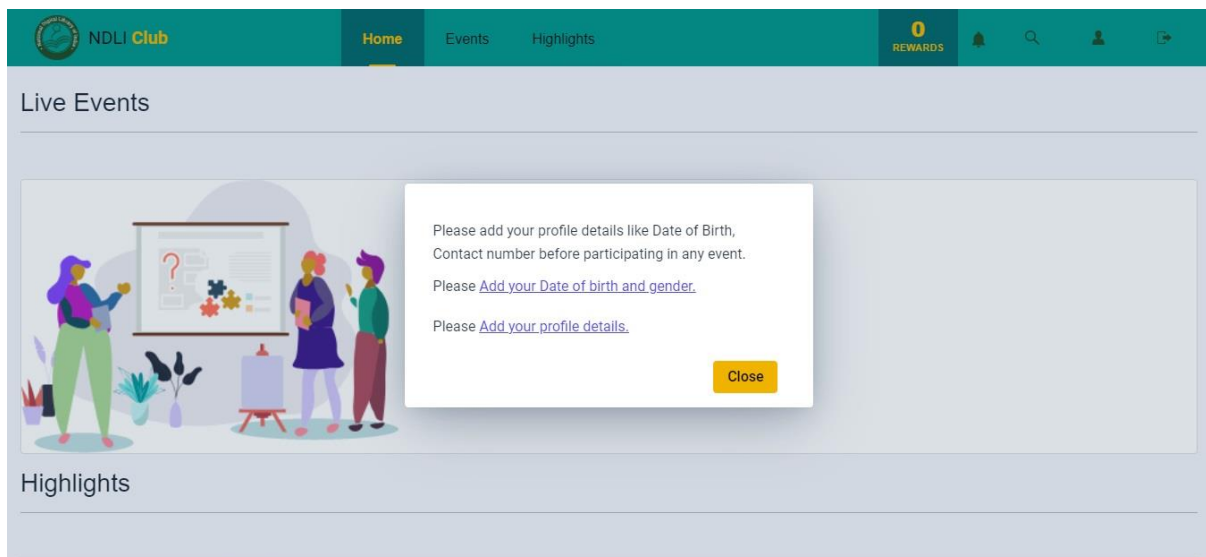 NDLI Club
Home
Events
Highlights
0
REWARDS
Live Events
?
Please add your profile details like Date of Birth,
Contact number before participating in any event.
Please Add your Date of birth and gender.
Please Add your profile details.
Close
Highlights